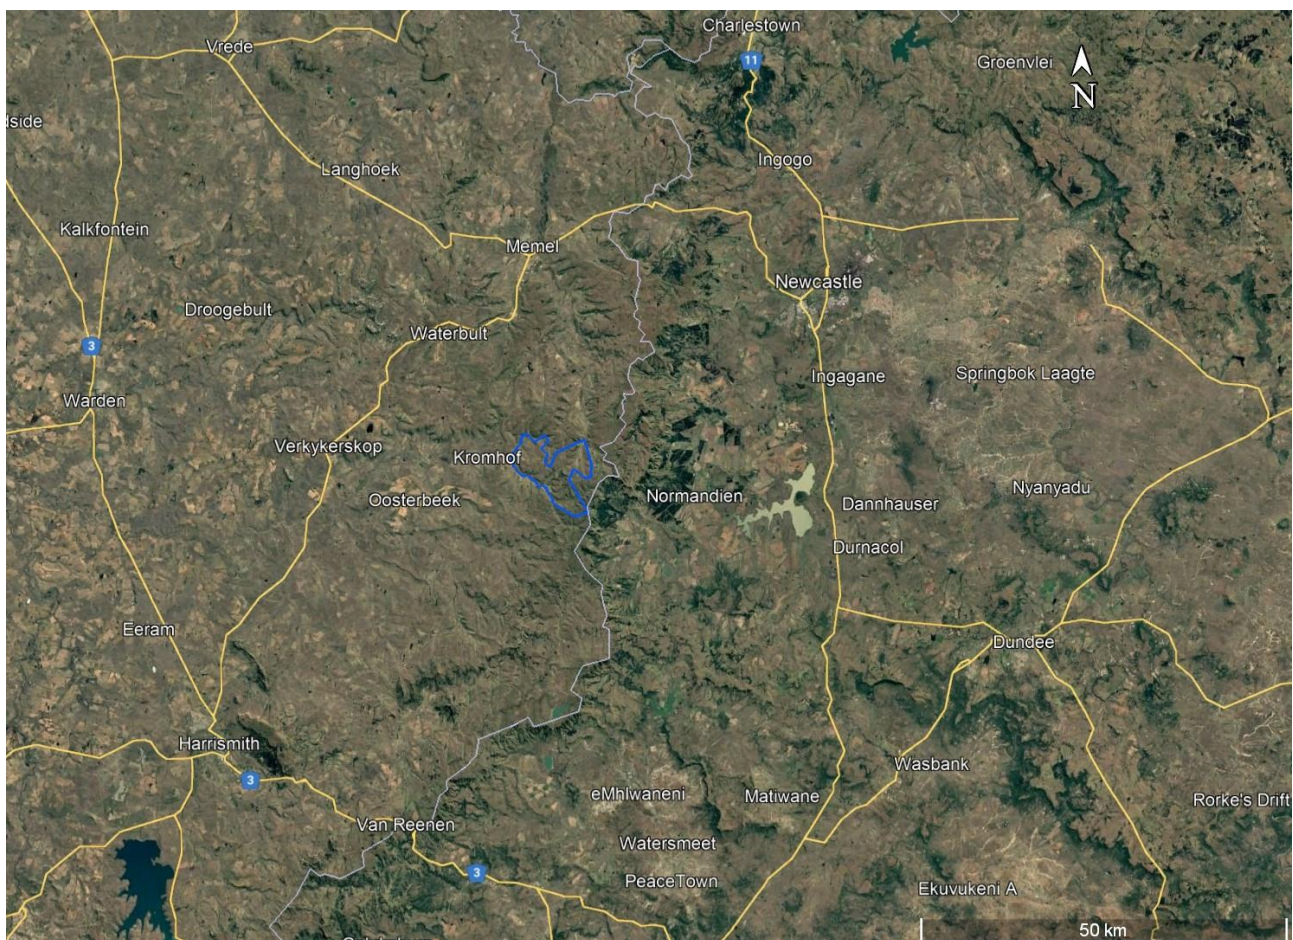 Charlestown
Vrede
11
Groenvlei
N
dside
Ingogo
Langhoek
Kalkfontein
Memel
Newcastle
Droogebult
Waterbult
3
Ingagane
Springbok Laagte
Warden
Verkykerskop
Kromhof
Oosterbeek
Normandien
Nyanyadu
Dannhauser
Durnacol
Eeram
Dundee
Harrismith
3
Wasbank
eMhlwaneni
Matiwane
Rorke's Drift
Van Reenen
Watersmeet
3
PeaceTown
Ekuvukeni A
50 km